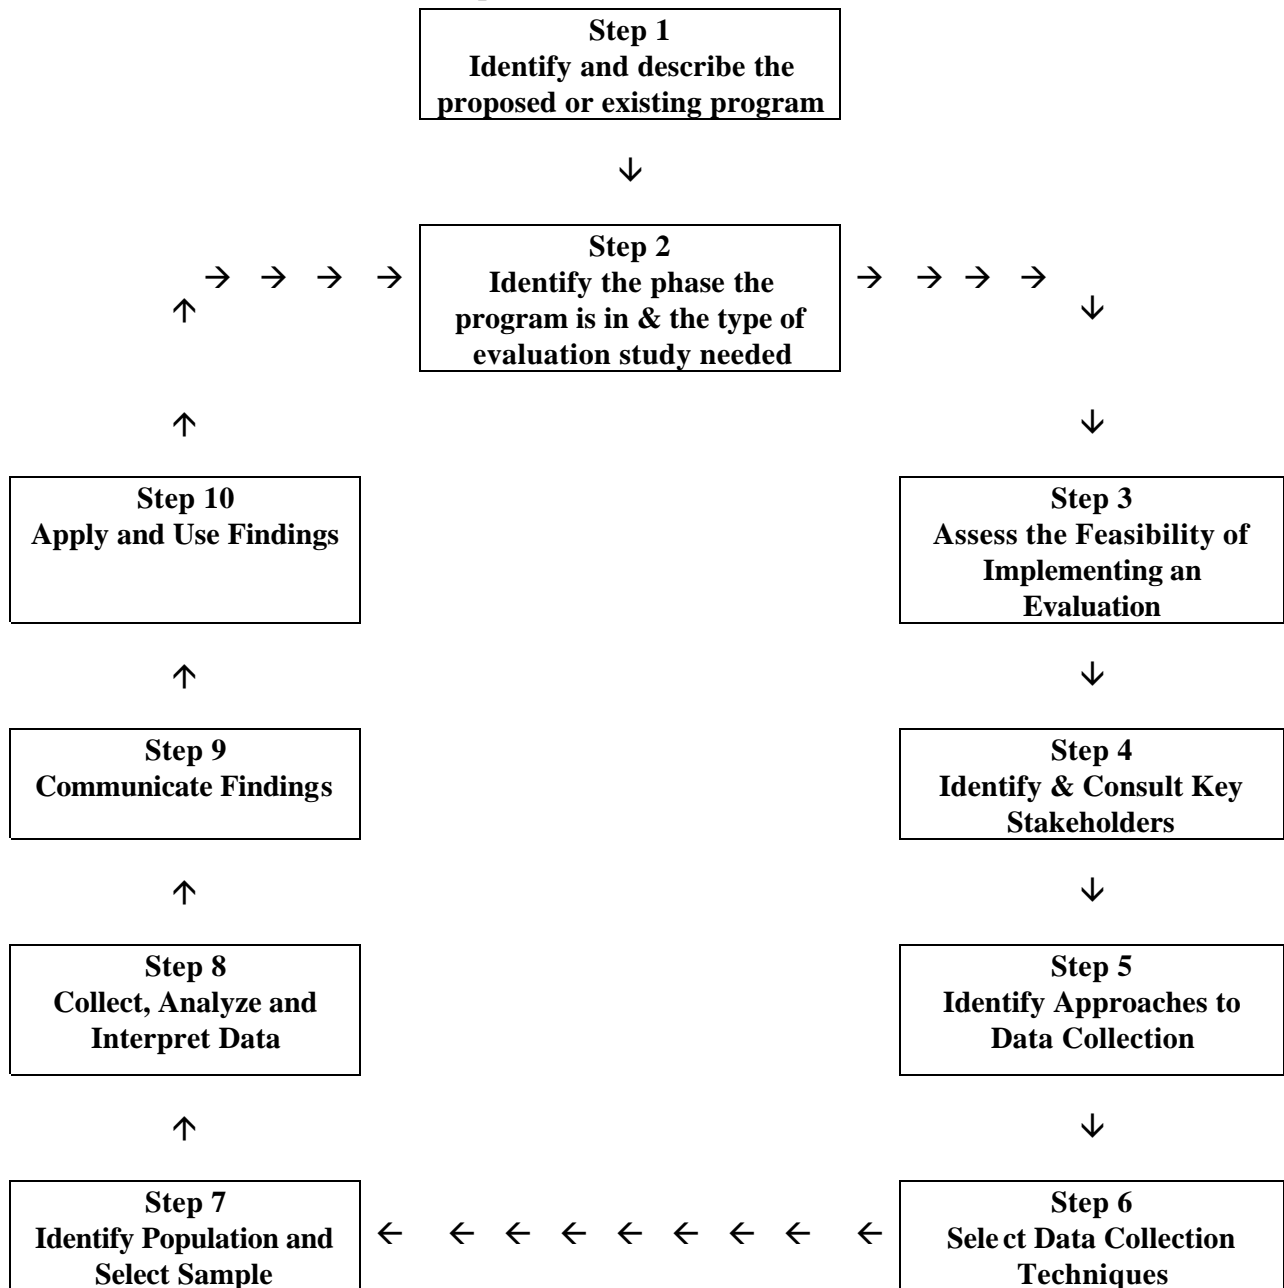 Step 1
Identify and describe the
proposed or existing program
↓
Step 2
Identify the phase the
program is in & the type of
evaluation study needed
→ → → →
→ → → →
↑
↓
↑
↓
Step 3
Assess the Feasibility of
Implementing an
Evaluation
↓
Step 4
Identify & Consult Key
Stakeholders
↓
Step 5
Identify Approaches to
Data Collection
↓
Step 6
Sele ct Data Collection
Techniques
← ← ← ← ← ← ← ← ←
Step 7
Identify Population and
Select Sample
↑
Step 8
Collect, Analyze and
Interpret Data
↑
Step 9
Communicate Findings
↑
Step 10
Apply and Use Findings